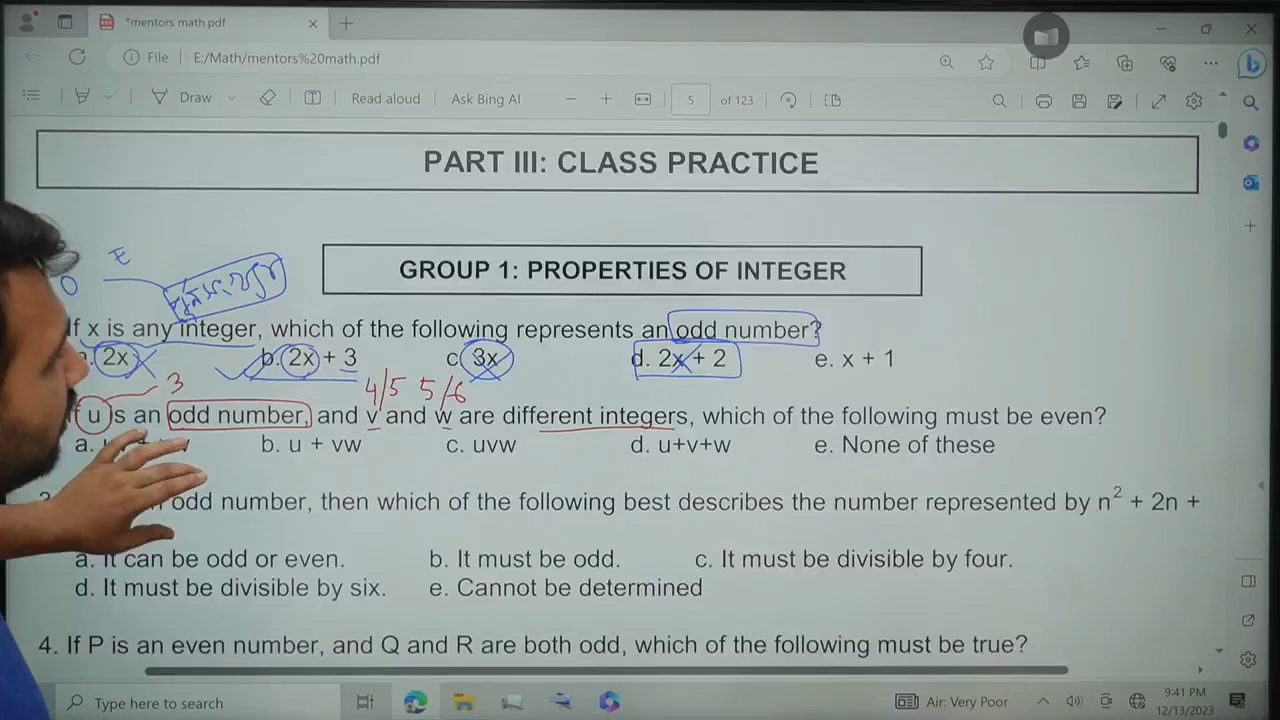 *mentors math.pdf
File E:/Math/mentors%20math.pdf
Draw Read aloud Ask Bing AI 5 of 123
PART III: CLASS PRACTICE
GROUP 1: PROPERTIES OF INTEGER
E
O
If x is any integer, which of the following represents an odd number?
2x b. 2x + 3 c 3x d. 2x + 2 e. x + 1
3 4/5 5/6
u is an odd number, and v and w are different integers, which of the following must be even?
a. b. u + vw c. uvw d. u+v+w e. None of these
odd number, then which of the following best describes the number represented by n² + 2n +
a. It can be odd or even. b. It must be odd. c. It must be divisible by four.
d. It must be divisible by six. e. Cannot be determined
4. If P is an even number, and Q and R are both odd, which of the following must be true?
Type here to search Air: Very Poor 9:41 PM
12/13/2023